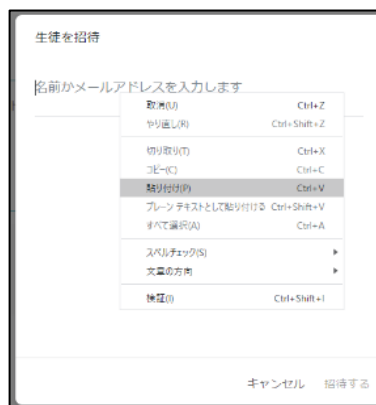 生徒を招待
名前かメールアドレスを入力します
取消(U) Ctrl+Z
やり直し(R) Ctrl+Shift+Z
切り取り(T) Ctrl+X
コピー(C) Ctrl+C
貼り付け(P) Ctrl+V
プレーン テキストとして貼り付ける Ctrl+Shift+V
すべて選択(A) Ctrl+A
スペルチェック(S)
文章の方向
検証(I) Ctrl+Shift+I
キャンセル 招待する